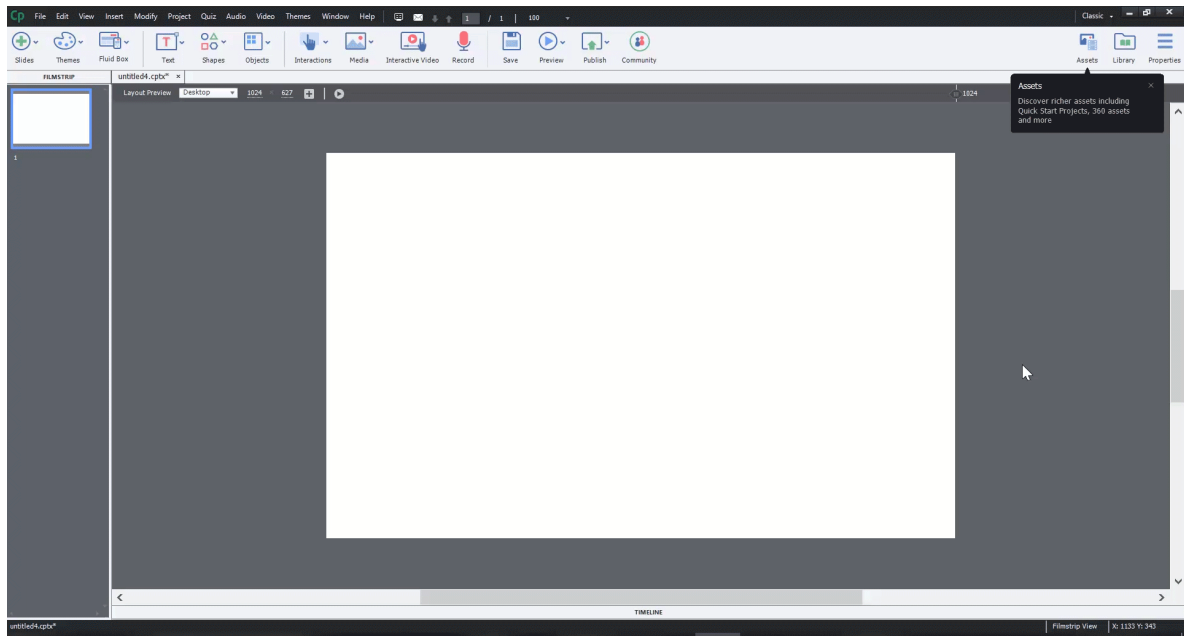 Cp File Edit View Insert Modify Project Quiz Audio Video Themes Window Help 1 / 1 100 Classic
Slides Themes Fluid Box Text Shapes Objects Interactions Media Interactive Video Record Save Preview Publish Community Assets Library Properties
FILMSTRIP untitled4.cptx* ×
Layout Preview Desktop 1024 × 627 1024
Assets
Discover richer assets including
Quick Start Projects, 360 assets
and more
1
TIMELINE
untitled4.cptx* Filmstrip View X: 1133 Y: 343